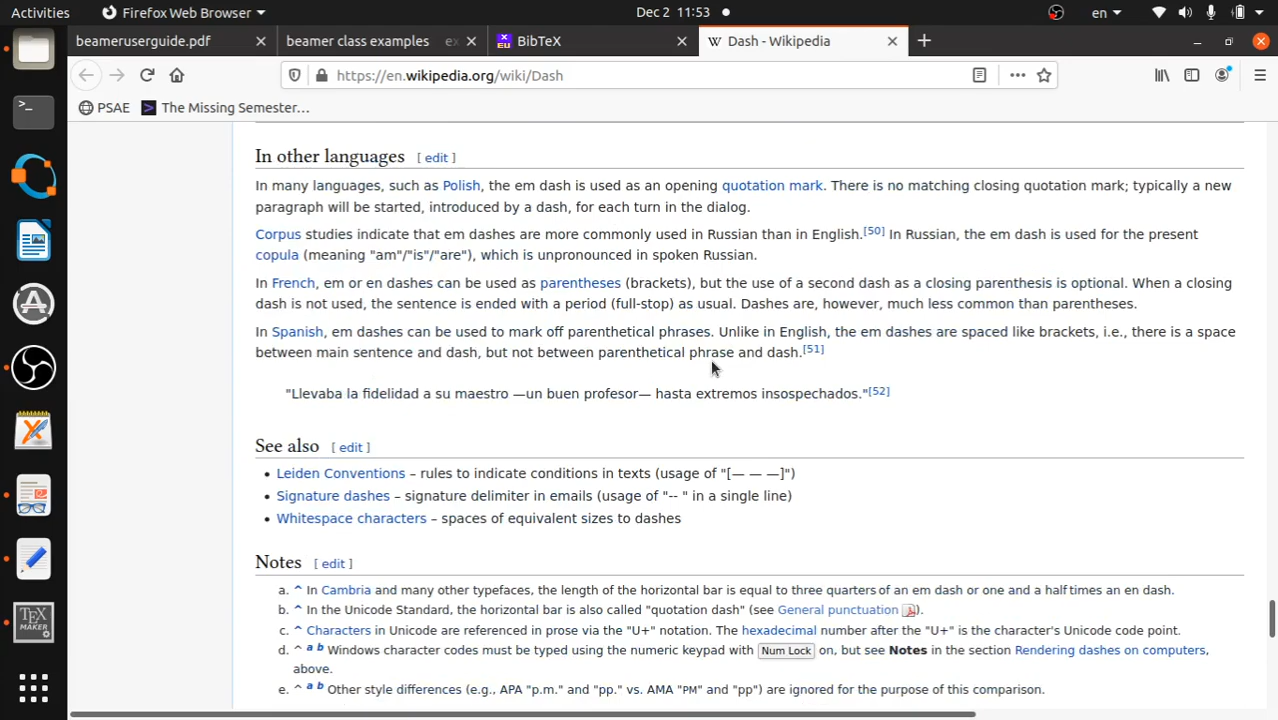 Activities Firefox Web Browser Dec 2 11:53 en
beameruserguide.pdf beamer class examples ex BibTeX Dash - Wikipedia
https://en.wikipedia.org/wiki/Dash
PSAE The Missing Semester…
In other languages [ edit ]
In many languages, such as Polish, the em dash is used as an opening quotation mark. There is no matching closing quotation mark; typically a new
paragraph will be started, introduced by a dash, for each turn in the dialog.
Corpus studies indicate that em dashes are more commonly used in Russian than in English.[50] In Russian, the em dash is used for the present
copula (meaning "am"/"is"/"are"), which is unpronounced in spoken Russian.
In French, em or en dashes can be used as parentheses (brackets), but the use of a second dash as a closing parenthesis is optional. When a closing
dash is not used, the sentence is ended with a period (full-stop) as usual. Dashes are, however, much less common than parentheses.
In Spanish, em dashes can be used to mark off parenthetical phrases. Unlike in English, the em dashes are spaced like brackets, i.e., there is a space
between main sentence and dash, but not between parenthetical phrase and dash.[51]
"Llevaba la fidelidad a su maestro —un buen profesor— hasta extremos insospechados."[52]
See also [ edit ]
• Leiden Conventions – rules to indicate conditions in texts (usage of "[— — —]")
• Signature dashes – signature delimiter in emails (usage of "-- " in a single line)
• Whitespace characters – spaces of equivalent sizes to dashes
Notes [ edit ]
a. ^ In Cambria and many other typefaces, the length of the horizontal bar is equal to three quarters of an em dash or one and a half times an en dash.
b. ^ In the Unicode Standard, the horizontal bar is also called "quotation dash" (see General punctuation).
c. ^ Characters in Unicode are referenced in prose via the "U+" notation. The hexadecimal number after the "U+" is the character's Unicode code point.
d. ^ a b Windows character codes must be typed using the numeric keypad with Num Lock on, but see Notes in the section Rendering dashes on computers,
above.
e. ^ a b Other style differences (e.g., APA "p.m." and "pp." vs. AMA "PM" and "pp") are ignored for the purpose of this comparison.
TEX
MAKER